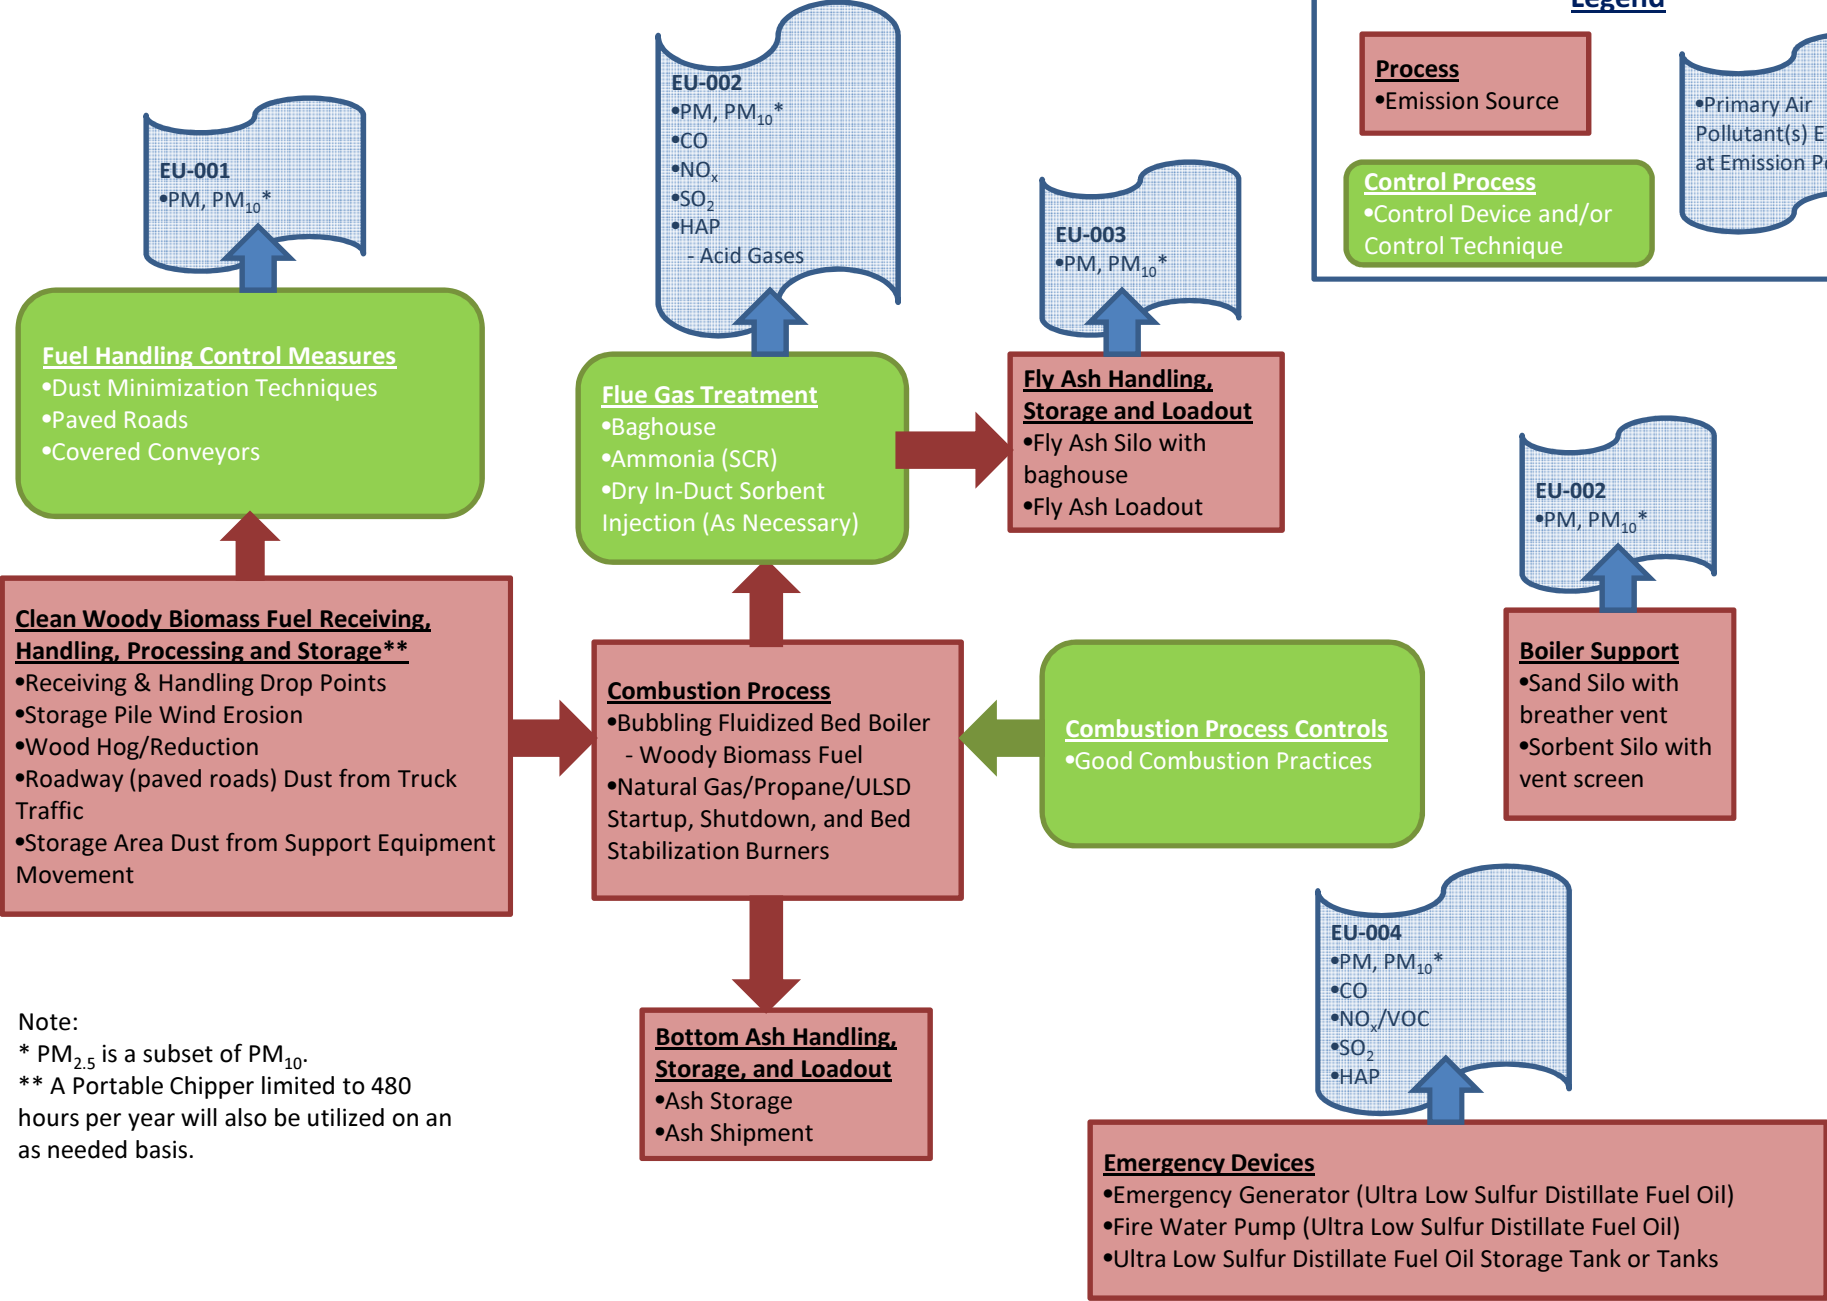 Legend
Process
•Emission Source
•Primary Air
Pollutant(s)
at Emission
Control Process
•Control Device and/or
Control Technique
EU-001
•PM, PM10*
EU-002
•PM, PM10*
•CO
•NOx
•SO2
•HAP
- Acid Gases
EU-003
•PM, PM10*
Fuel Handling Control Measures
•Dust Minimization Techniques
•Paved Roads
•Covered Conveyors
Flue Gas Treatment
•Baghouse
•Ammonia (SCR)
•Dry In-Duct Sorbent
Injection (As Necessary)
Fly Ash Handling,
Storage and Loadout
•Fly Ash Silo with
baghouse
•Fly Ash Loadout
EU-002
•PM, PM10*
Clean Woody Biomass Fuel Receiving,
Handling, Processing and Storage**
•Receiving & Handling Drop Points
•Storage Pile Wind Erosion
•Wood Hog/Reduction
•Roadway (paved roads) Dust from Truck
Traffic
•Storage Area Dust from Support Equipment
Movement
Combustion Process
•Bubbling Fluidized Bed Boiler
- Woody Biomass Fuel
•Natural Gas/Propane/ULSD
Startup, Shutdown, and Bed
Stabilization Burners
Combustion Process Controls
•Good Combustion Practices
Boiler Support
•Sand Silo with
breather vent
•Sorbent Silo with
vent screen
EU-004
•PM, PM10*
•CO
•NOx/VOC
•SO2
•HAP
Note:
* PM2.5 is a subset of PM10.
** A Portable Chipper limited to 480
hours per year will also be utilized on an
as needed basis.
Bottom Ash Handling,
Storage, and Loadout
•Ash Storage
•Ash Shipment
Emergency Devices
•Emergency Generator (Ultra Low Sulfur Distillate Fuel Oil)
•Fire Water Pump (Ultra Low Sulfur Distillate Fuel Oil)
•Ultra Low Sulfur Distillate Fuel Oil Storage Tank or Tanks